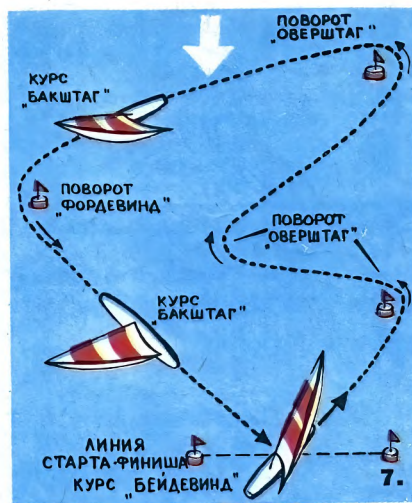 ПОВОРОТ
„ОВЕРШТАГ"
КУРС
„БАКШТАГ"
ПОВОРОТ
„ФОРДЕВИНД"
ПОВОРОТ
„ОВЕРШТАГ"
КУРС
„БАКШТАГ"
ЛИНИЯ
СТАРТА-ФИНИША
КУРС „БЕЙДЕВИНД"
7.